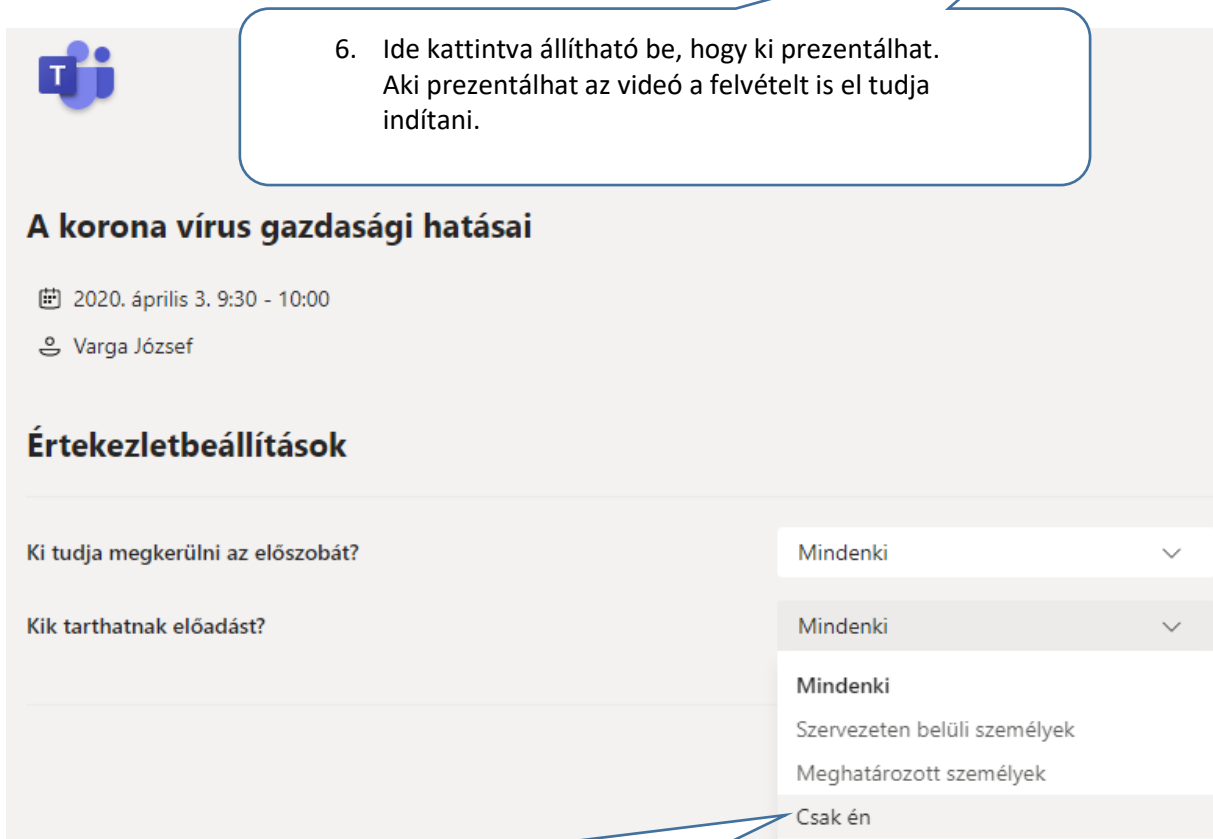 6. Ide kattintva állítható be, hogy ki prezentálhat.
Aki prezentálhat az videó a felvételt is el tudja
indítani.
T
A korona vírus gazdasági hatásai
2020. április 3. 9:30 - 10:00
Varga József
Értekezletbeállítások
Ki tudja megkerülni az előszobát? Mindenki
Kik tarthatnak előadást? Mindenki
Mindenki
Szervezeten belüli személyek
Meghatározott személyek
Csak én